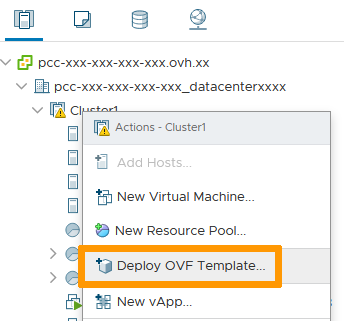 pcc-xxx-xxx-xxx-xxx.ovh.xx
pcc-xxx-xxx-xxx-xxx_datacenterxxxx
Cluster1
Actions - Cluster1
Add Hosts...
New Virtual Machine...
New Resource Pool...
Deploy OVF Template...
New vApp...